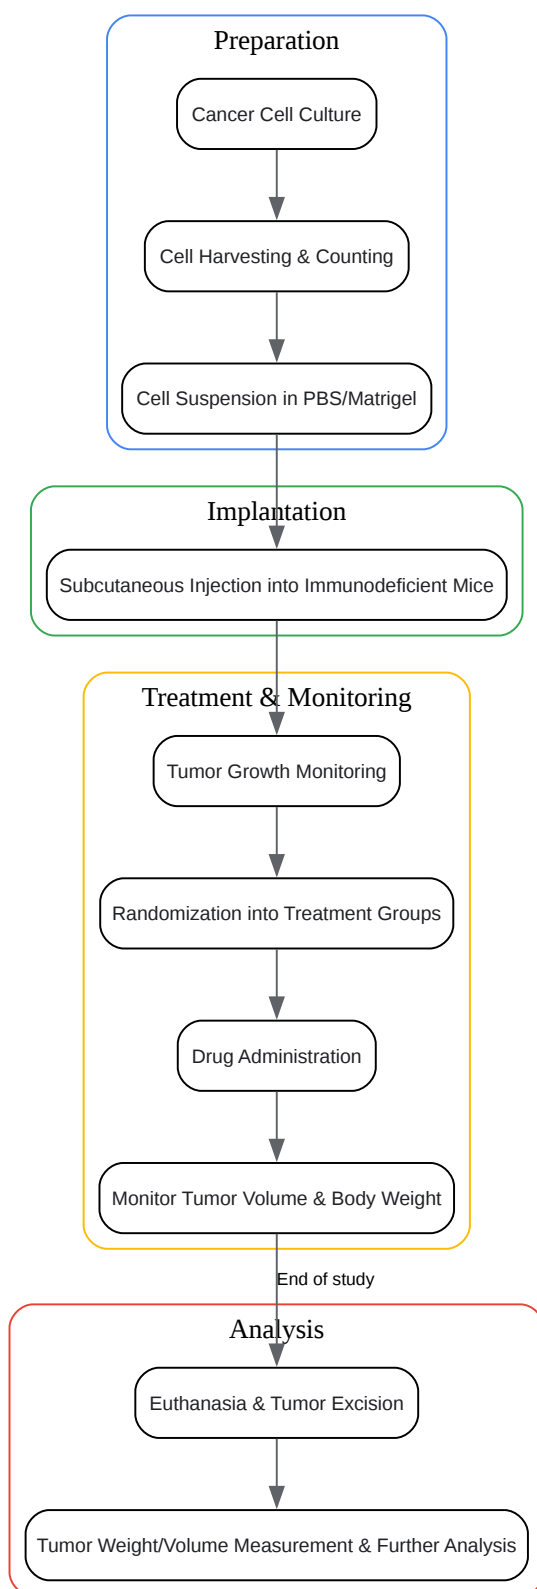 Preparation
Cancer Cell Culture
Cell Harvesting & Counting
Cell Suspension in PBS/Matrigel
Implantation
Subcutaneous Injection into Immunodeficient Mice
Treatment & Monitoring
Tumor Growth Monitoring
Randomization into Treatment Groups
Drug Administration
Monitor Tumor Volume & Body Weight
End of study
Analysis
Euthanasia & Tumor Excision
Tumor Weight/Volume Measurement & Further Analysis